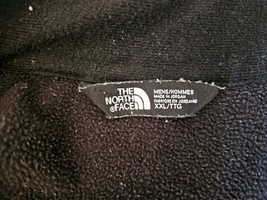 THE
NORTH
FACE
MENS/HOMMES
MADE IN JORDAN
FABRIQUÉ EN JORDANIE
XXL/TTG